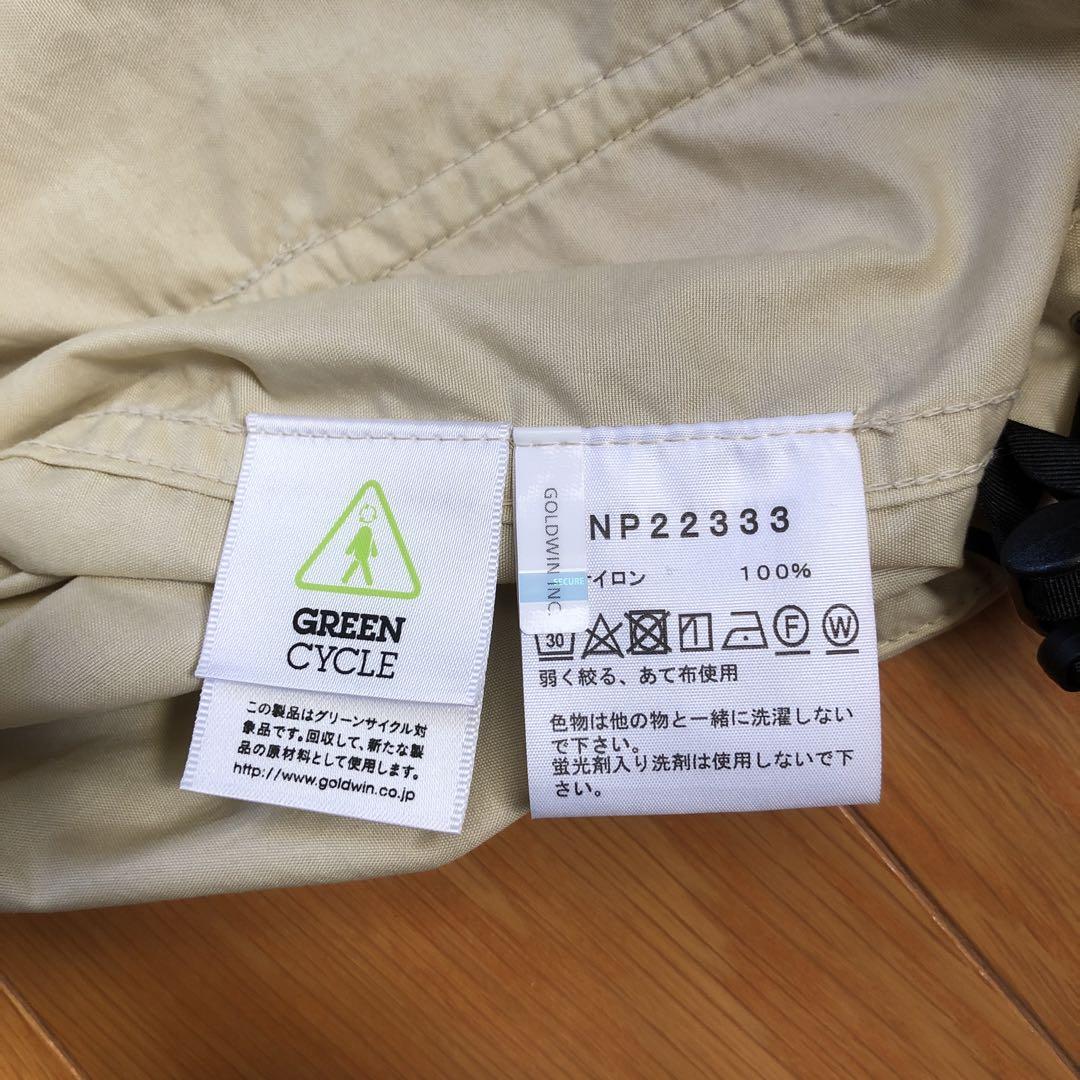 GREEN
CYCLE
この製品はグリーンサイクル対
象品です。回収して、新たな製
品の原材料として使用します。
http://www.goldwin.co.jp
GOLDWIN INC.
SECURE
NP22333
イロン 100%
30
F
W
弱く絞る、あて布使用
色物は他の物と一緒に洗濯しない
で下さい。
蛍光剤入り洗剤は使用しないで下
さい。